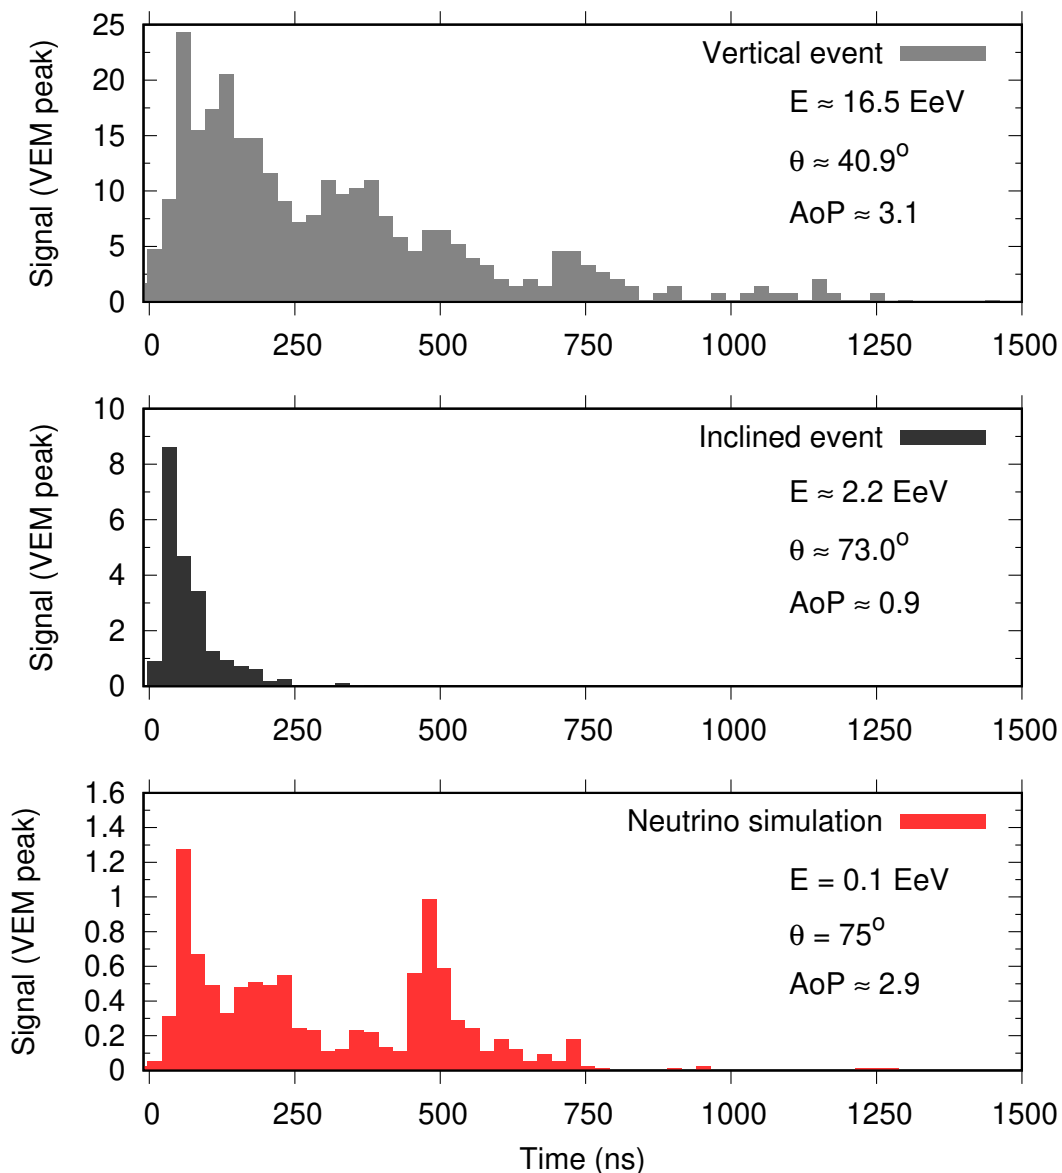 Signal (VEM peak)
25
20
15
10
5
0
Vertical event
E ≈ 16.5 EeV
θ ≈ 40.9°
AoP ≈ 3.1
0 250 500 750 1000 1250 1500
Signal (VEM peak)
10
8
6
4
2
0
Inclined event
E ≈ 2.2 EeV
θ ≈ 73.0°
AoP ≈ 0.9
0 250 500 750 1000 1250 1500
Signal (VEM peak)
1.6
1.4
1.2
1
0.8
0.6
0.4
0.2
0
Neutrino simulation
E = 0.1 EeV
θ = 75°
AoP ≈ 2.9
0 250 500 750 1000 1250 1500
Time (ns)